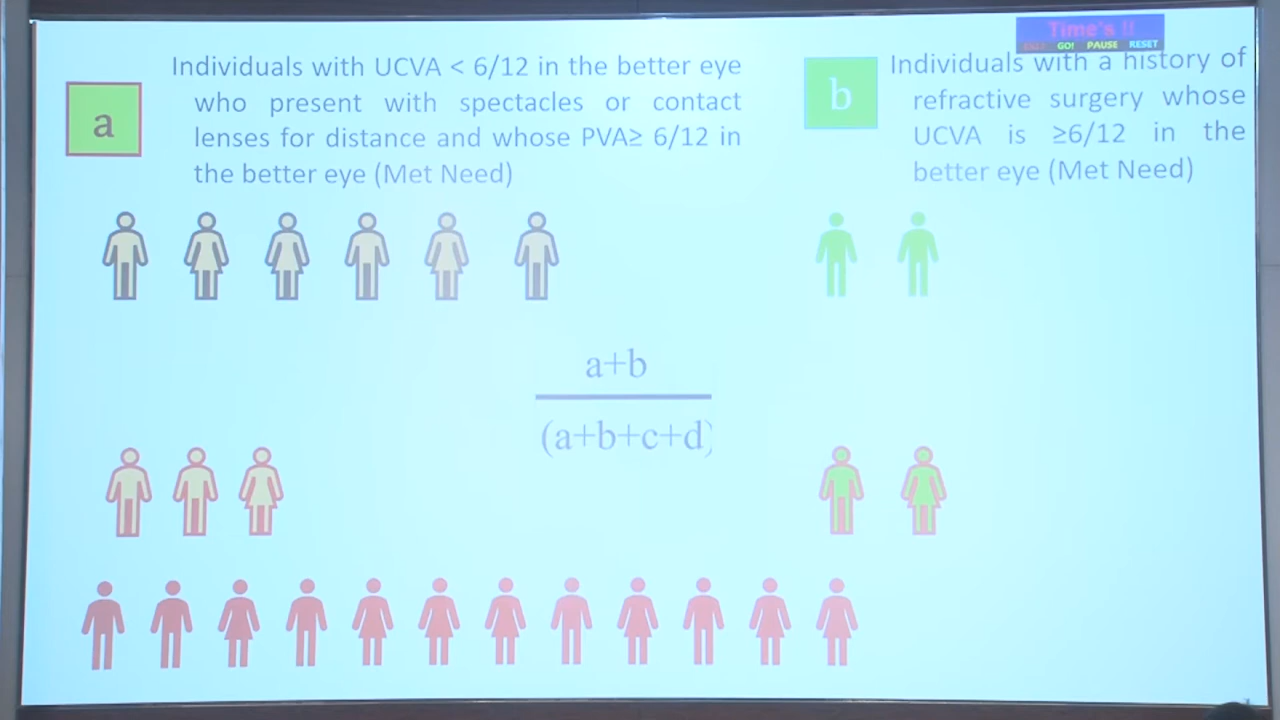 Time's !!
EXIT GO! PAUSE RESET
a
Individuals with UCVA < 6/12 in the better eye
who present with spectacles or contact
lenses for distance and whose PVA≥ 6/12 in
the better eye (Met Need)
b
Individuals with a history of
refractive surgery whose
UCVA is ≥6/12 in the
better eye (Met Need)
a+b
(a+b+c+d)